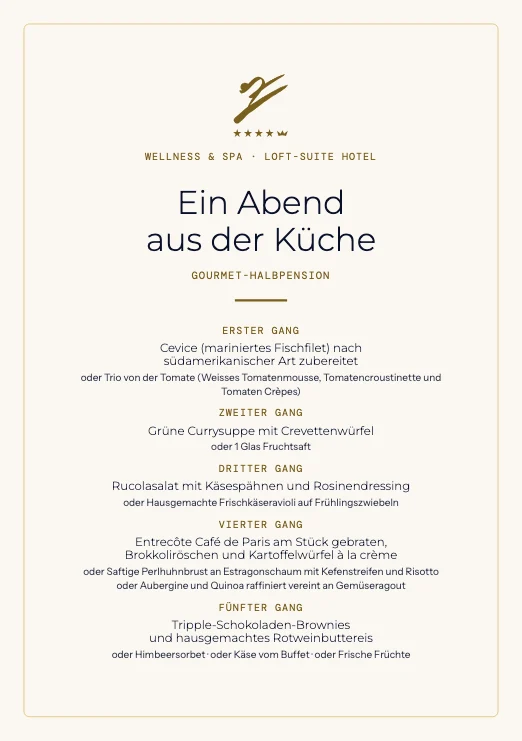 WELLNESS & SPA · LOFT-SUITE HOTEL
Ein Abend
aus der Küche
GOURMET-HALBPENSION
ERSTER GANG
Cevice (mariniertes Fischfilet) nach
südamerikanischer Art zubereitet
oder Trio von der Tomate (Weisses Tomatenmousse, Tomatencroustinette und
Tomaten Crèpes)
ZWEITER GANG
Grüne Currysuppe mit Crevettenwürfel
oder 1 Glas Fruchtsaft
DRITTER GANG
Rucolasalat mit Käsespähnen und Rosinendressing
oder Hausgemachte Frischkäseravioli auf Frühlingszwiebeln
VIERTER GANG
Entrecôte Café de Paris am Stück gebraten,
Brokkoliröschen und Kartoffelwürfel à la crème
oder Saftige Perlhuhnbrust an Estragonschaum mit Kefenstreifen und Risotto
oder Aubergine und Quinoa raffiniert vereint an Gemüseragout
FÜNFTER GANG
Tripple-Schokoladen-Brownies
und hausgemachtes Rotweinbuttereis
oder Himbeersorbet · oder Käse vom Buffet · oder Frische Früchte